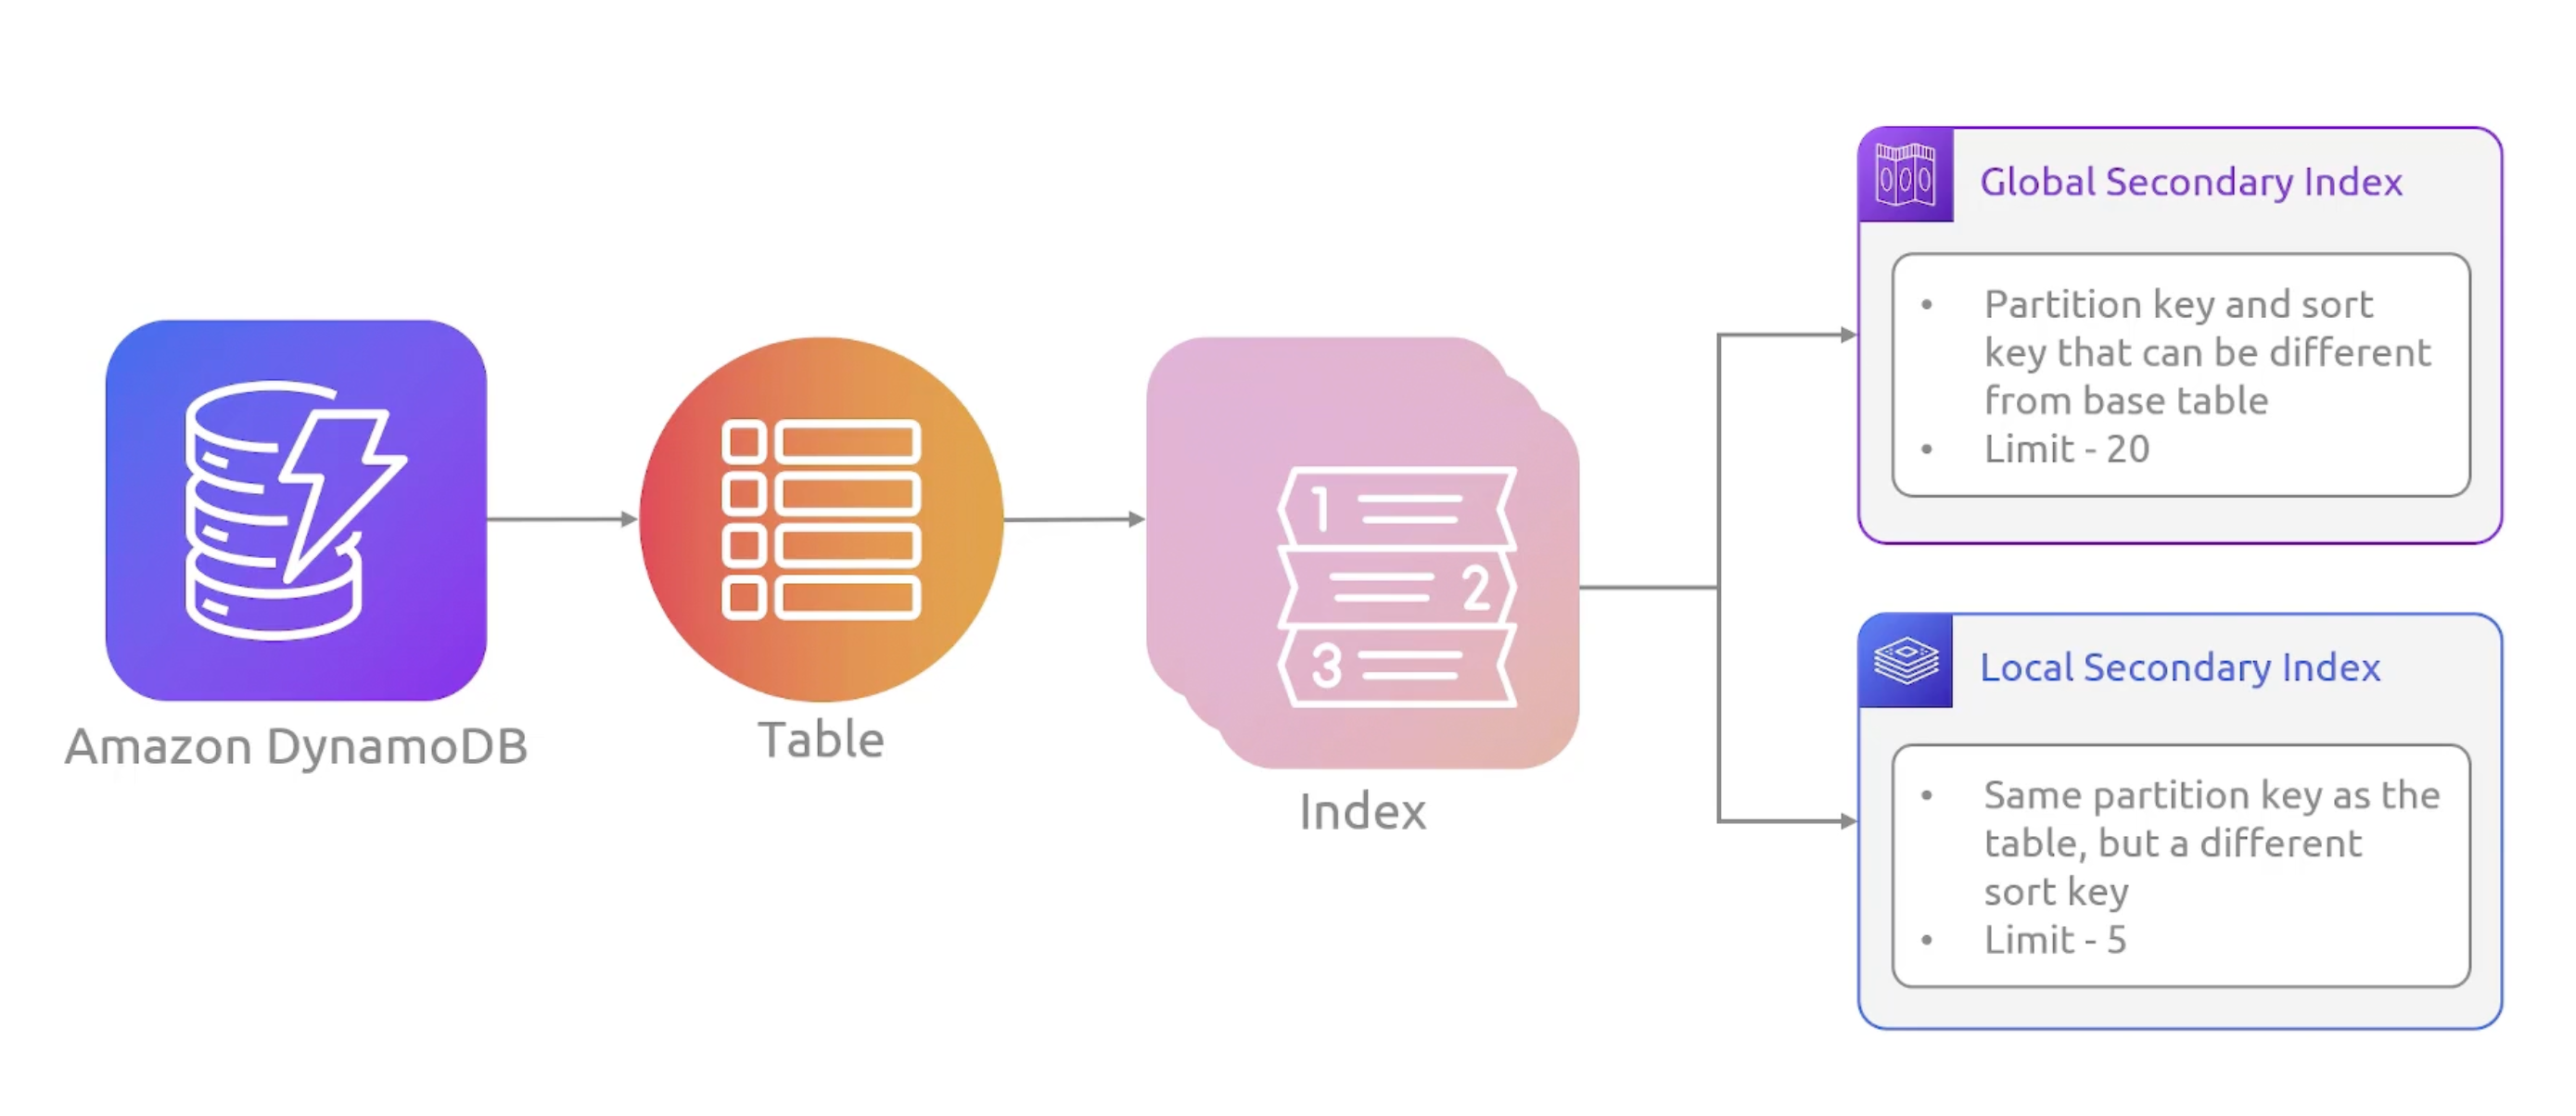 Amazon DynamoDB
Table
1
2
3
Index
Global Secondary Index
• Partition key and sort
key that can be different
from base table
• Limit - 20
Local Secondary Index
• Same partition key as the
table, but a different
sort key
• Limit - 5